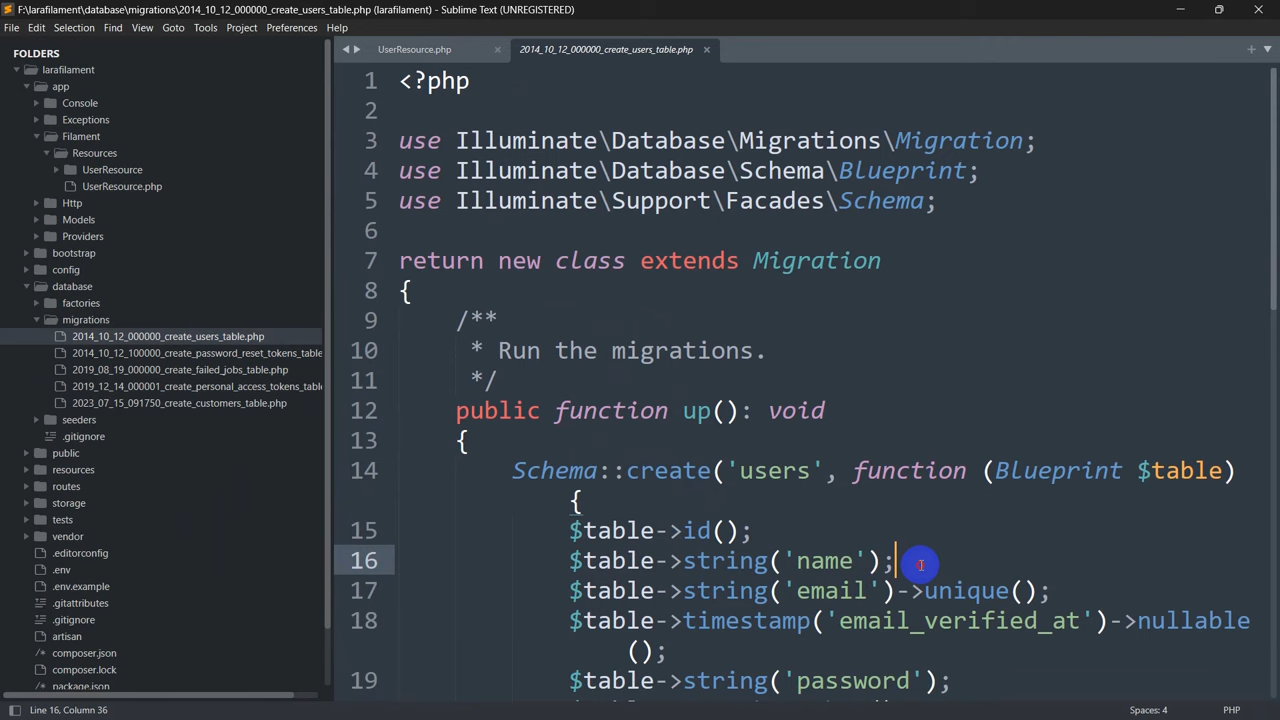 F:\larafilament\database\migrations\2014_10_12_000000_create_users_table.php (larafilament) - Sublime Text (UNREGISTERED)
File Edit Selection Find View Goto Tools Project Preferences Help
FOLDERS
larafilament
app
Console
Exceptions
Filament
Resources
UserResource
UserResource.php
Http
Models
Providers
bootstrap
config
database
factories
migrations
2014_10_12_000000_create_users_table.php
2014_10_12_100000_create_password_reset_tokens_table
2019_08_19_000000_create_failed_jobs_table.php
2019_12_14_000001_create_personal_access_tokens_table
2023_07_15_091750_create_customers_table.php
seeders
.gitignore
public
resources
routes
storage
tests
vendor
.editorconfig
.env
.env.example
.gitattributes
.gitignore
artisan
composer.json
composer.lock
package.json
UserResource.php
2014_10_12_000000_create_users_table.php
1 <?php
2
3 use Illuminate\Database\Migrations\Migration;
4 use Illuminate\Database\Schema\Blueprint;
5 use Illuminate\Support\Facades\Schema;
6
7 return new class extends Migration
8 {
9 /**
10 * Run the migrations.
11 */
12 public function up(): void
13 {
14 Schema::create('users', function (Blueprint $table)
{
15 $table->id();
16 $table->string('name');
17 $table->string('email')->unique();
18 $table->timestamp('email_verified_at')->nullable
();
19 $table->string('password');
Line 16, Column 36
Spaces: 4
PHP